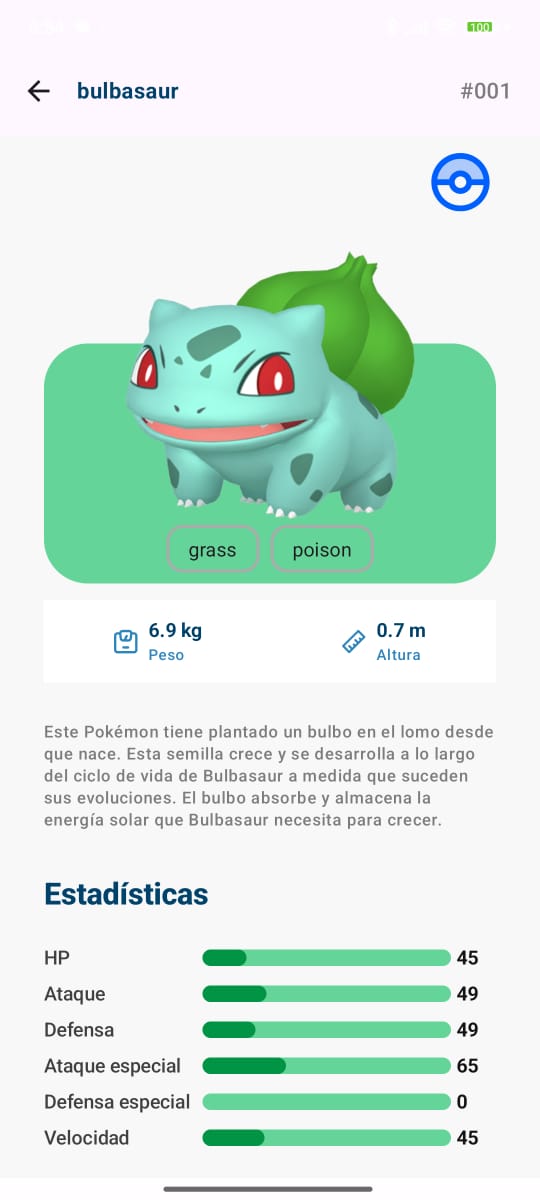 100
bulbasaur #001
grass poison
6.9 kg 0.7 m
Peso Altura
Este Pokémon tiene plantado un bulbo en el lomo desde
que nace. Esta semilla crece y se desarrolla a lo largo
del ciclo de vida de Bulbasaur a medida que suceden
sus evoluciones. El bulbo absorbe y almacena la
energía solar que Bulbasaur necesita para crecer.
Estadísticas
HP 45
Ataque 49
Defensa 49
Ataque especial 65
Defensa especial 0
Velocidad 45